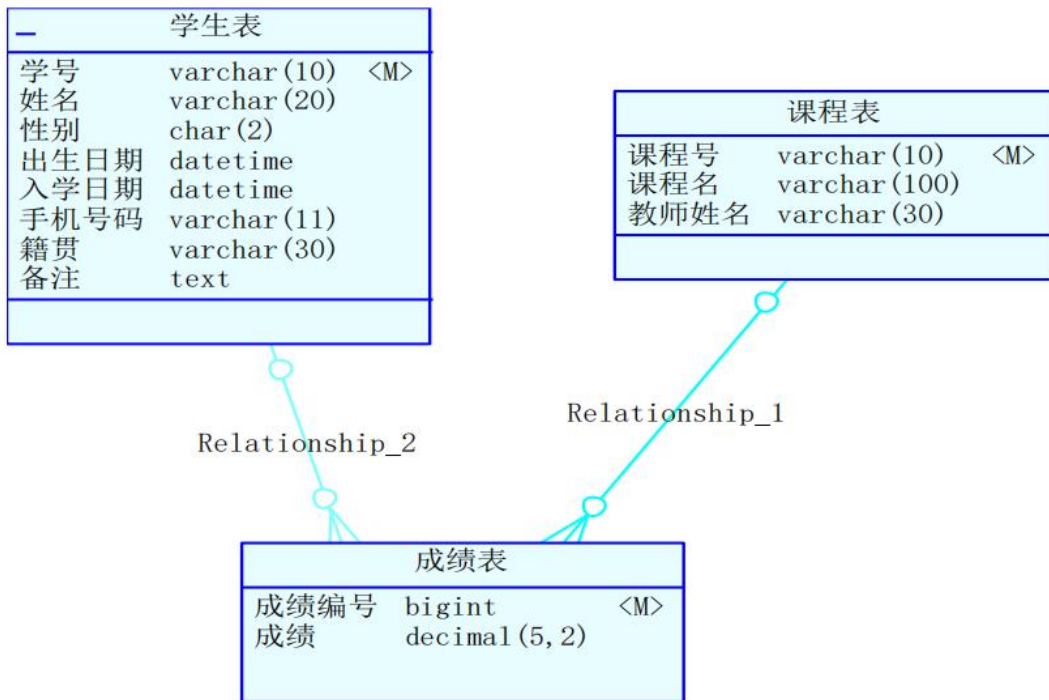 学生表
学号 varchar(10) <M>
姓名 varchar(20)
性别 char(2)
出生日期 datetime
入学日期 datetime
手机号码 varchar(11)
籍贯 varchar(30)
备注 text
课程表
课程号 varchar(10) <M>
课程名 varchar(100)
教师姓名 varchar(30)
Relationship_1
Relationship_2
成绩表
成绩编号 bigint <M>
成绩 decimal(5,2)